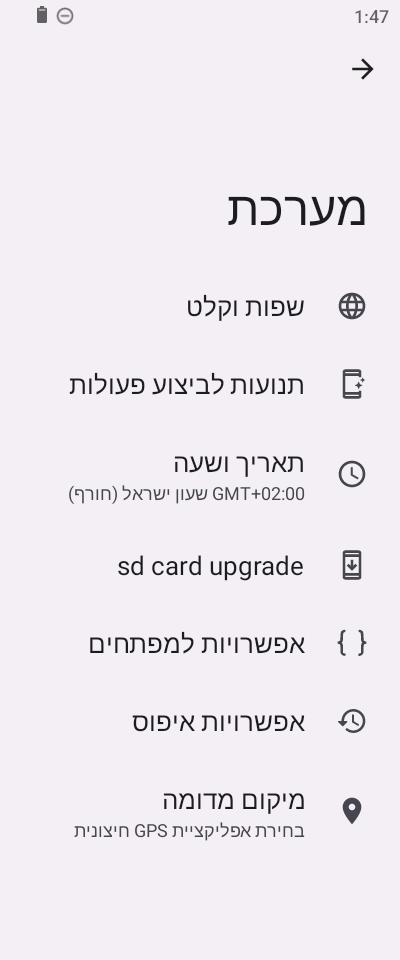 1:47
מערכת
שפות וקלט
תנועות לביצוע פעולות
תאריך ושעה
GMT+02:00 שעון ישראל (חורף)
sd card upgrade
אפשרויות למפתחים
אפשרויות איפוס
מיקום מדומה
בחירת אפליקציית GPS חיצונית